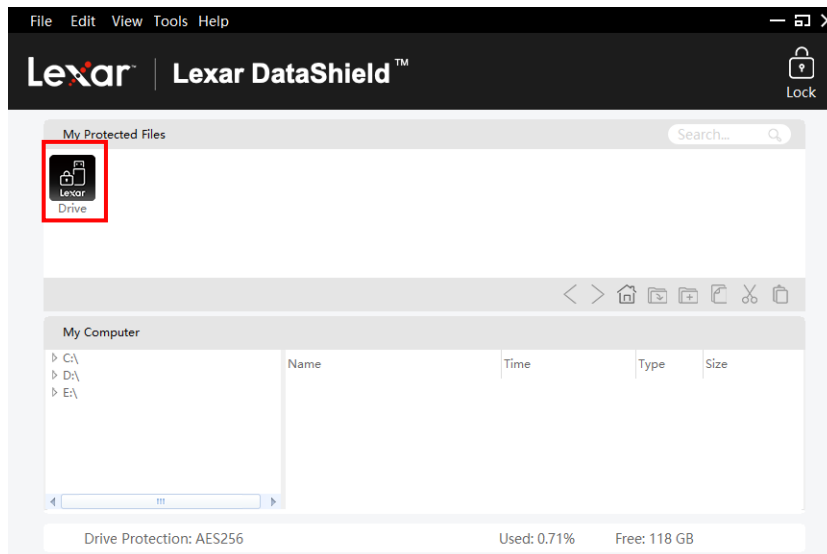 File Edit View Tools Help
Lexar Lexar DataShield™
Lock
My Protected Files
Search...
Lexar
Drive
My Computer
C:\
D:\
E:\
Name Time Type Size
Drive Protection: AES256 Used: 0.71% Free: 118 GB